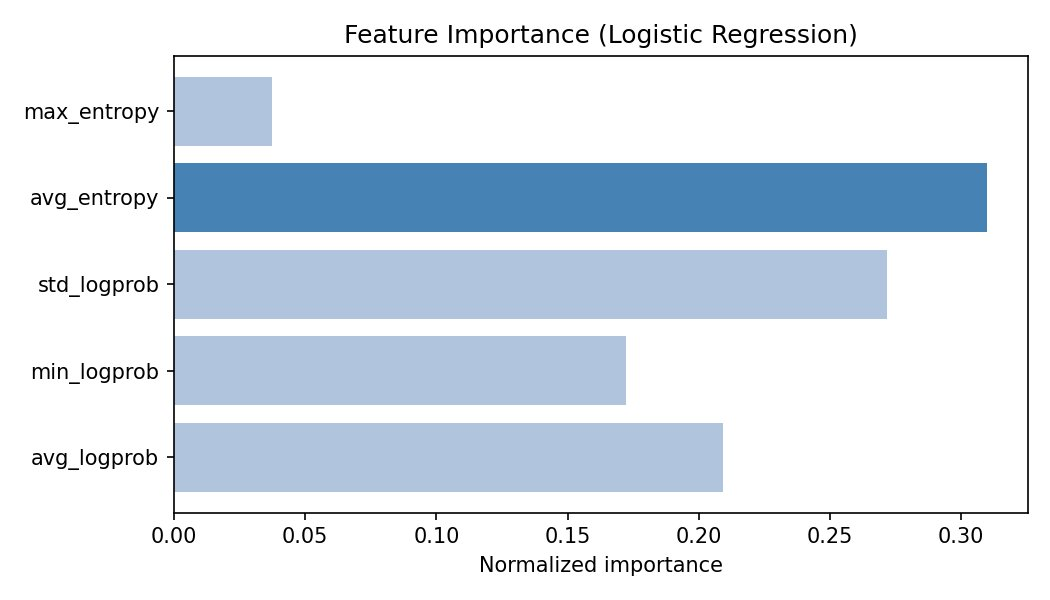 Feature Importance (Logistic Regression)
max_entropy
avg_entropy
std_logprob
min_logprob
avg_logprob
0.00 0.05 0.10 0.15 0.20 0.25 0.30
Normalized importance